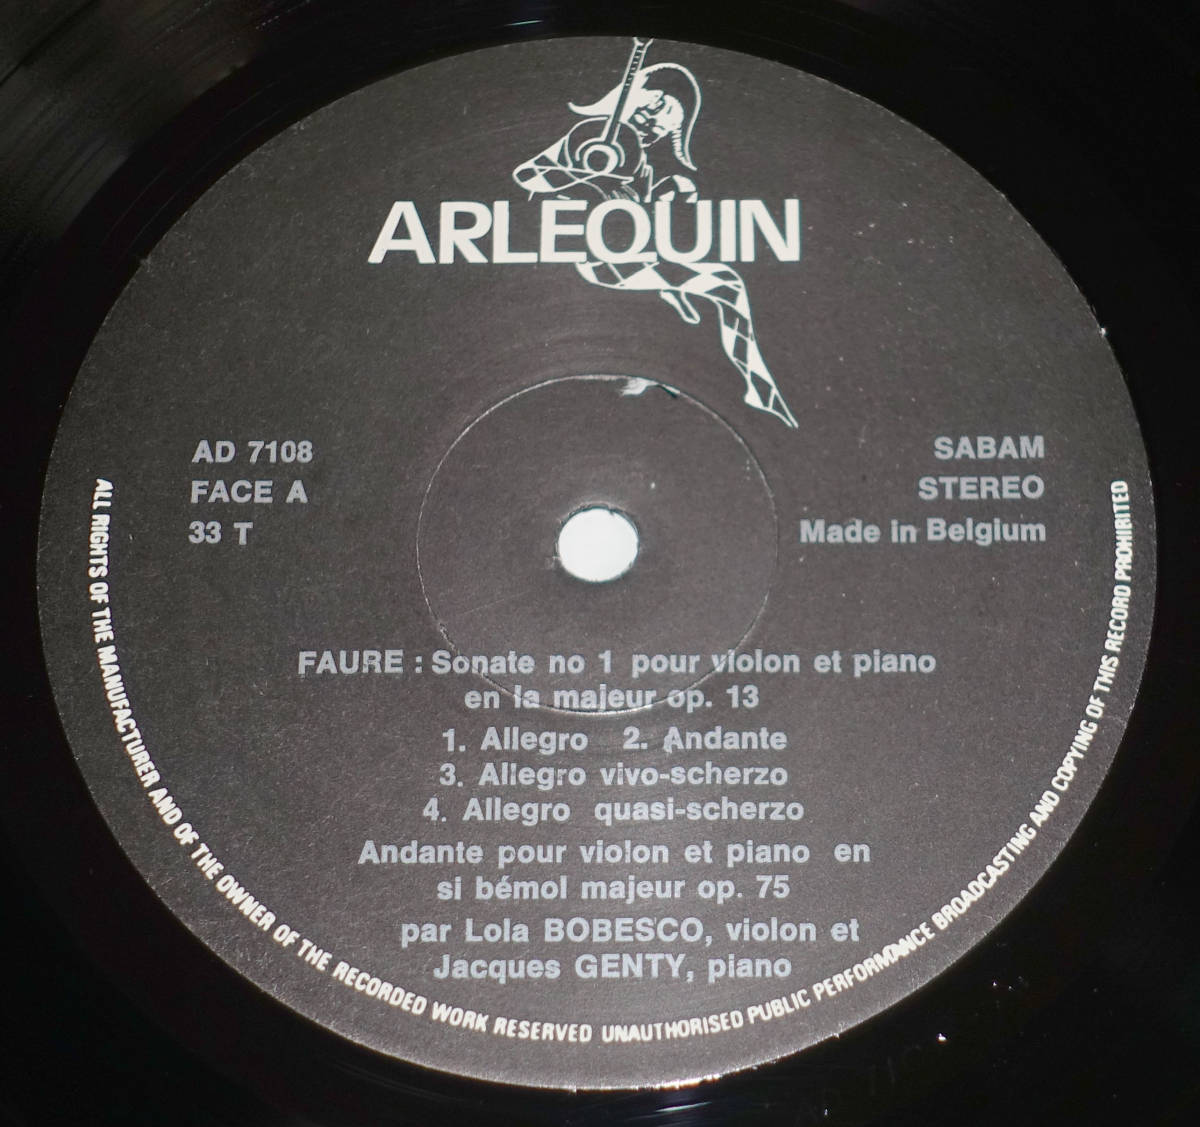 ARLEQUIN
AD 7108
FACE A
33 T
SABAM
STEREO
Made in Belgium
FAURE : Sonate no 1 pour violon et piano
en la majeur op. 13
1. Allegro 2. Andante
3. Allegro vivo-scherzo
4. Allegro quasi-scherzo
Andante pour violon et piano en
si bémol majeur op. 75
par Lola BOBESCO, violon et
Jacques GENTY, piano
ALL RIGHTS OF THE MANUFACTURER AND OF THE OWNER OF THE RECORDED WORK RESERVED UNAUTHORISED PUBLIC PERFORMANCE BROADCASTING AND COPYING OF THIS RECORD PROHIBITED